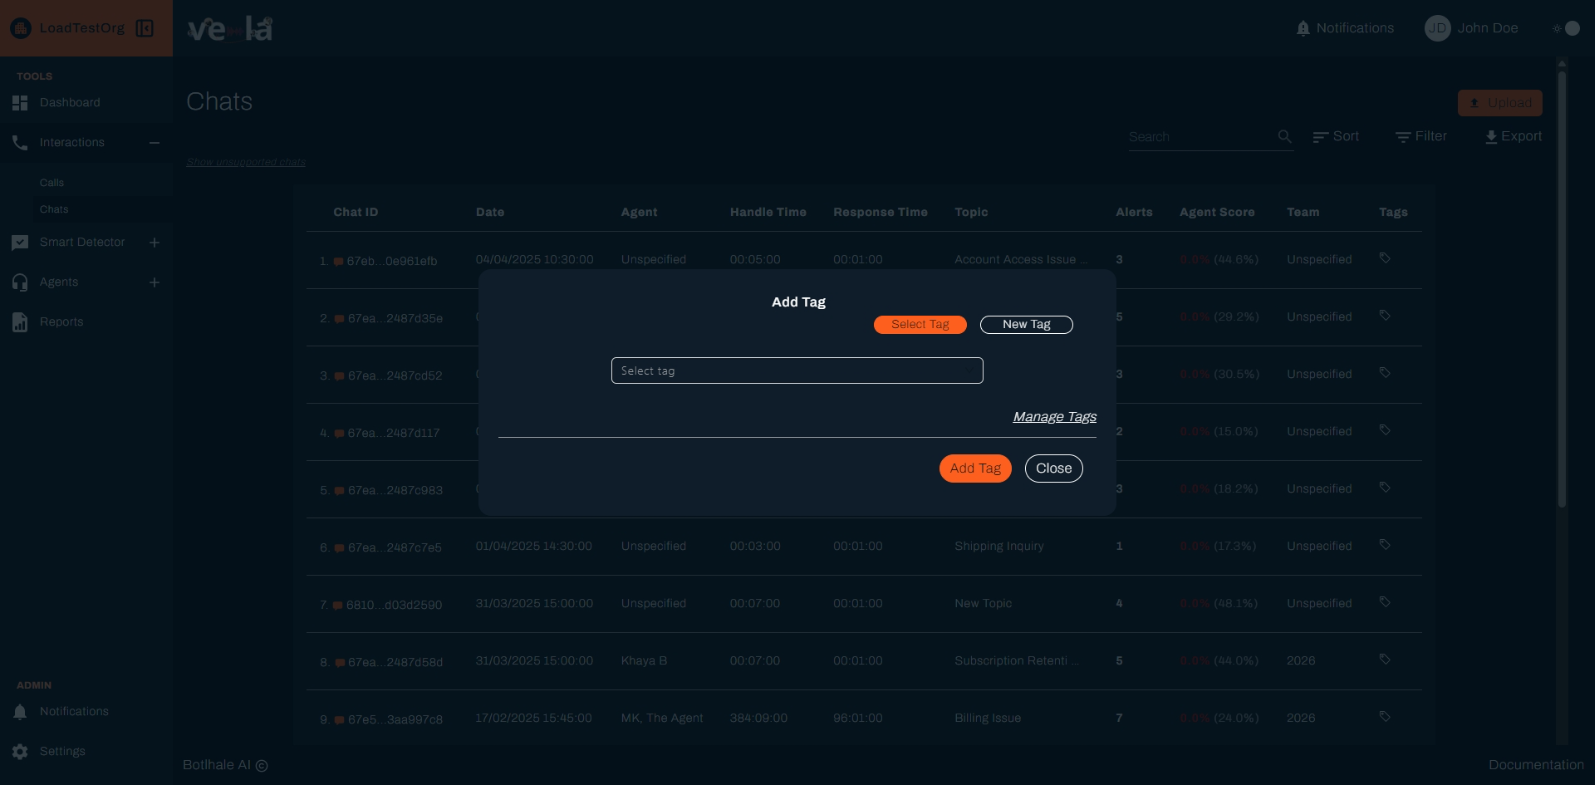 LoadTestOrg
vela
Notifications
JD John Doe
TOOLS
Dashboard
Interactions
Calls
Chats
Smart Detector
Agents
Reports
ADMIN
Notifications
Settings
Chats
Upload
Search
Sort
Filter
Export
Show unsupported chats
Chat ID Date Agent Handle Time Response Time Topic Alerts Agent Score Team Tags
1. 67eb...0e961efb 04/04/2025 10:30:00 Unspecified 00:05:00 00:01:00 Account Access Issue ... 3 0.0% (44.6%) Unspecified
2. 67ea...2487d35e 5 0.0% (29.2%) Unspecified
3. 67ea...2487cd52 3 0.0% (30.5%) Unspecified
4. 67ea...2487d117 2 0.0% (15.0%) Unspecified
5. 67ea...2487c983 3 0.0% (18.2%) Unspecified
6. 67ea...2487c7e5 01/04/2025 14:30:00 Unspecified 00:03:00 00:01:00 Shipping Inquiry 1 0.0% (17.3%) Unspecified
7. 6810...d03d2590 31/03/2025 15:00:00 Unspecified 00:07:00 00:01:00 New Topic 4 0.0% (48.1%) Unspecified
8. 67ea...2487d58d 31/03/2025 15:00:00 Khaya B 00:07:00 00:01:00 Subscription Retenti ... 5 0.0% (44.0%) 2026
9. 67e5...3aa997c8 17/02/2025 15:45:00 MK, The Agent 384:09:00 96:01:00 Billing Issue 7 0.0% (24.0%) 2026
Add Tag
Select Tag
New Tag
Select tag
Manage Tags
Add Tag
Close
Botlhale AI ©
Documentation